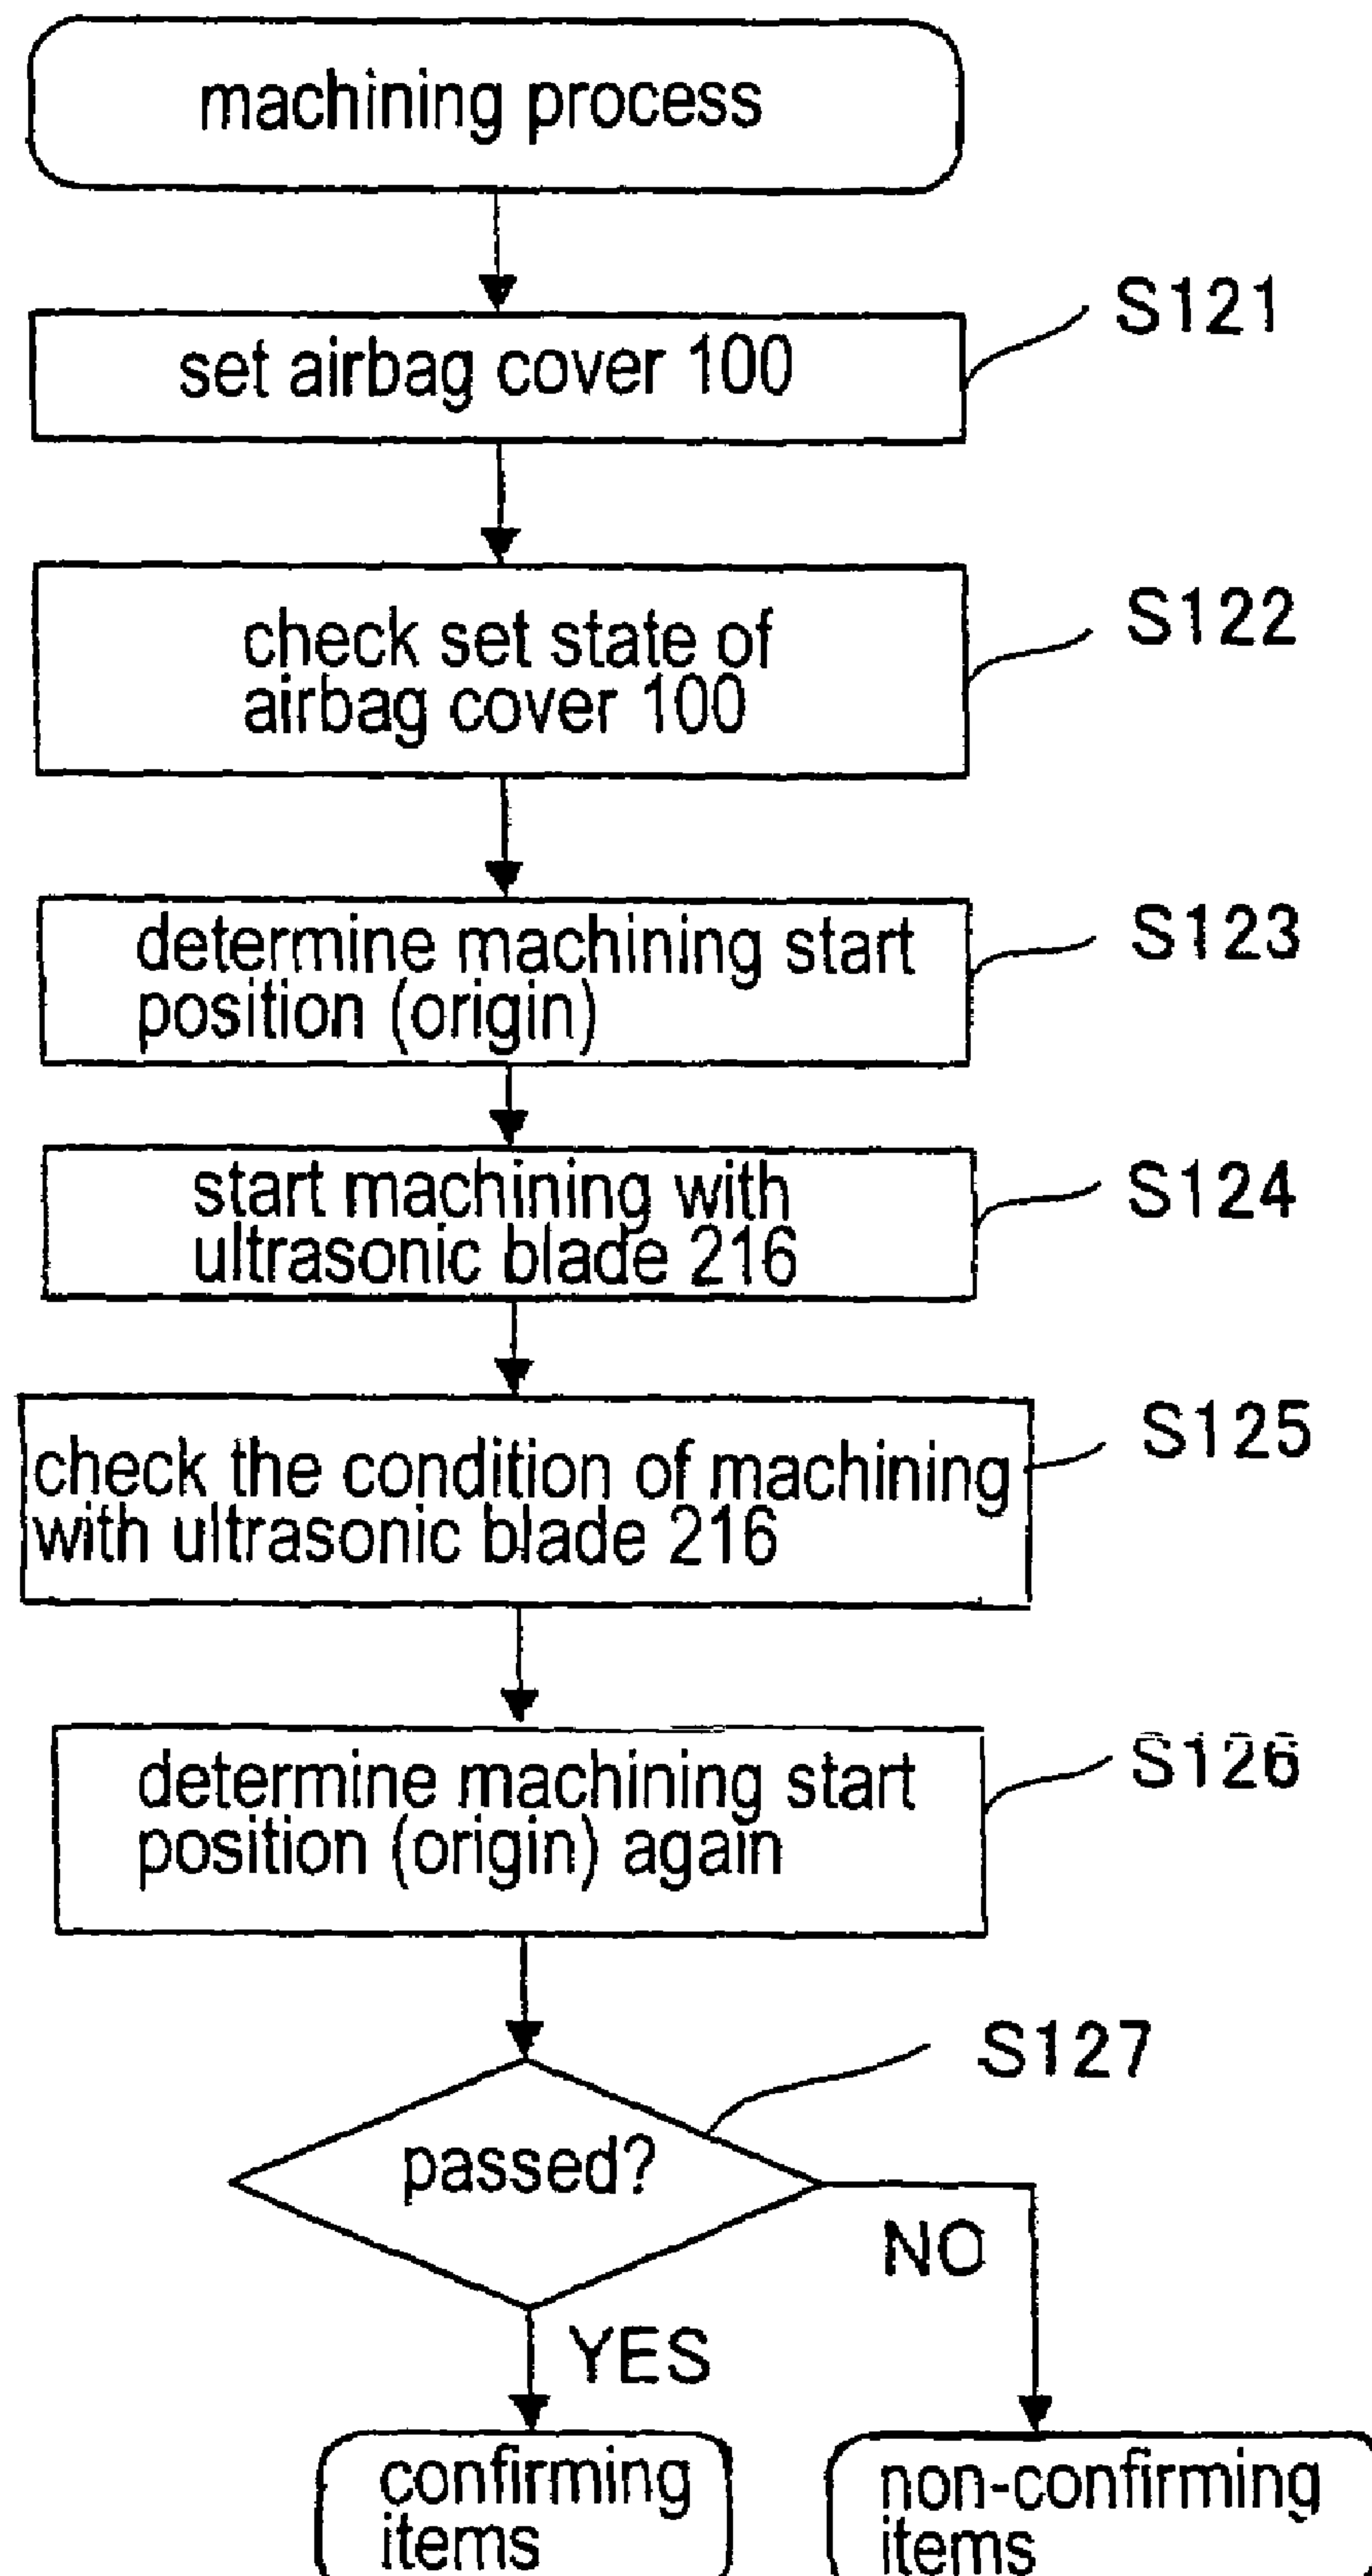 machining process
S121
set airbag cover 100
S122
check set state of
airbag cover 100
S123
determine machining start
position (origin)
S124
start machining with
ultrasonic blade 216
S125
check the condition of machining
with ultrasonic blade 216
S126
determine machining start
position (origin) again
S127
passed?
NO
YES
confirming
items
non-confirming
items